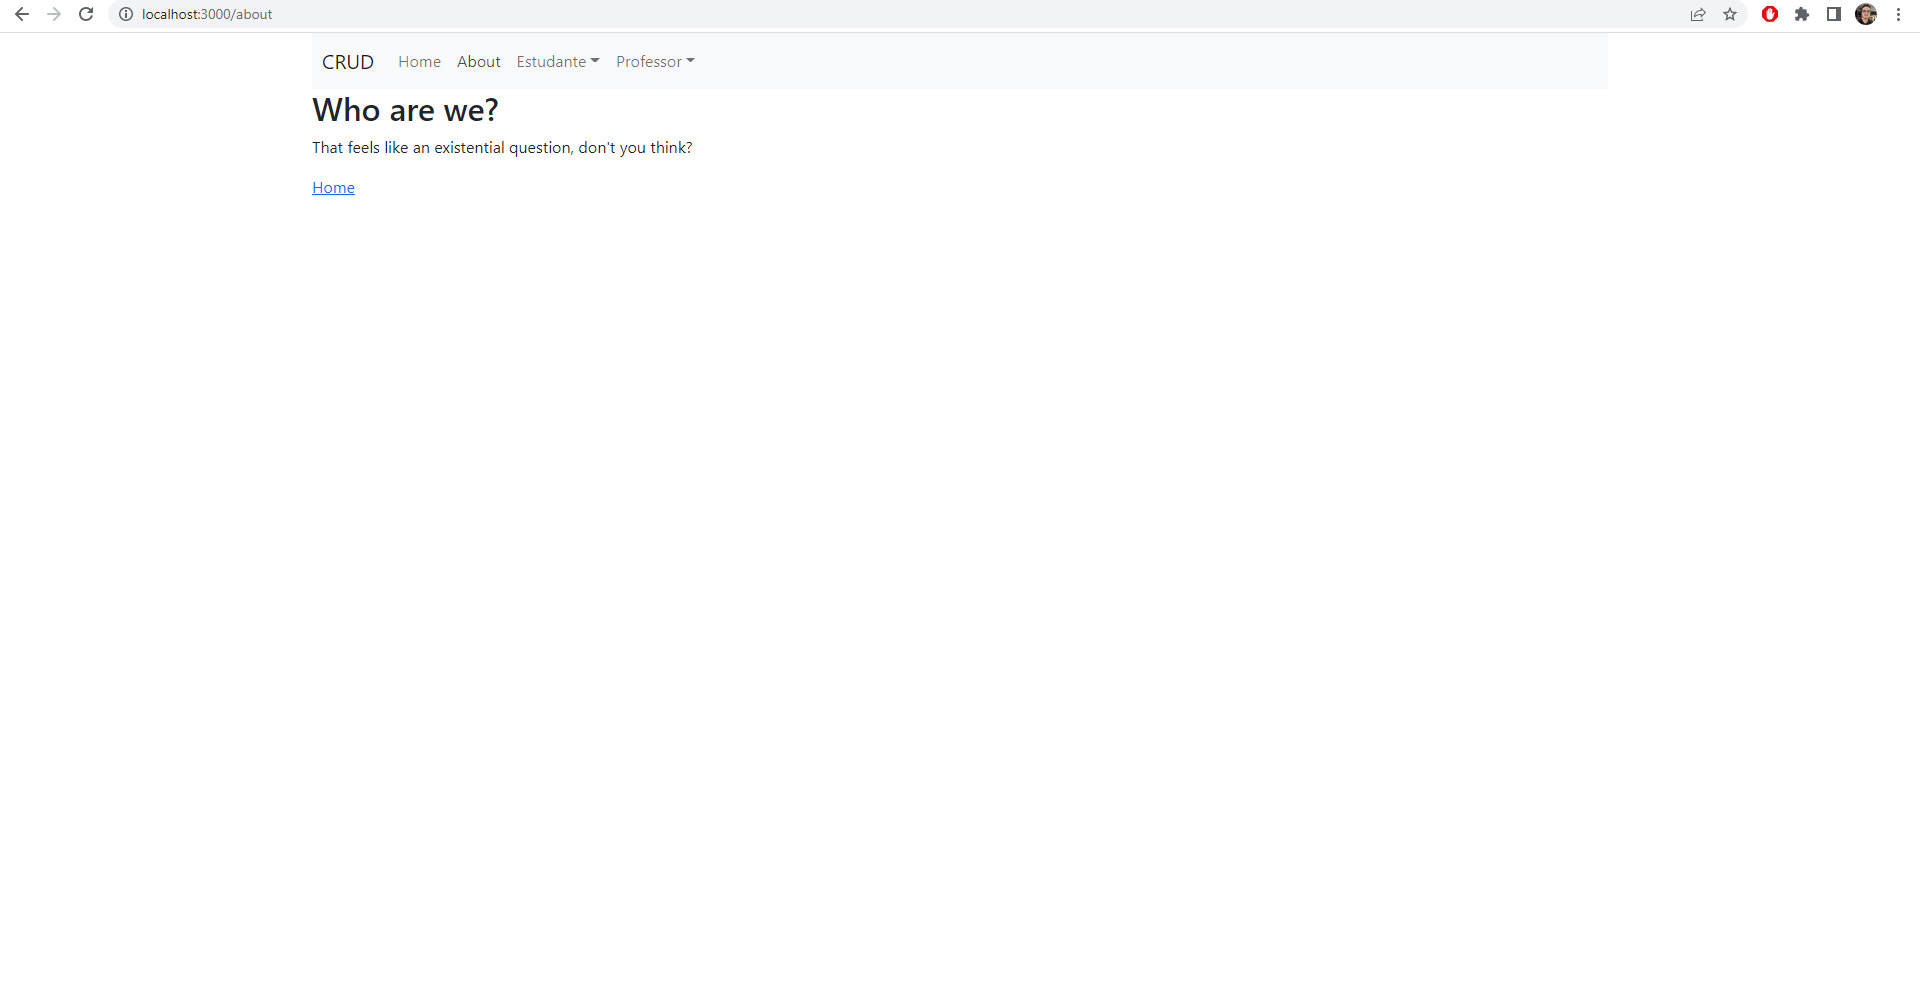 localhost:3000/about
CRUD Home About Estudante Professor
Who are we?
That feels like an existential question, don't you think?
Home